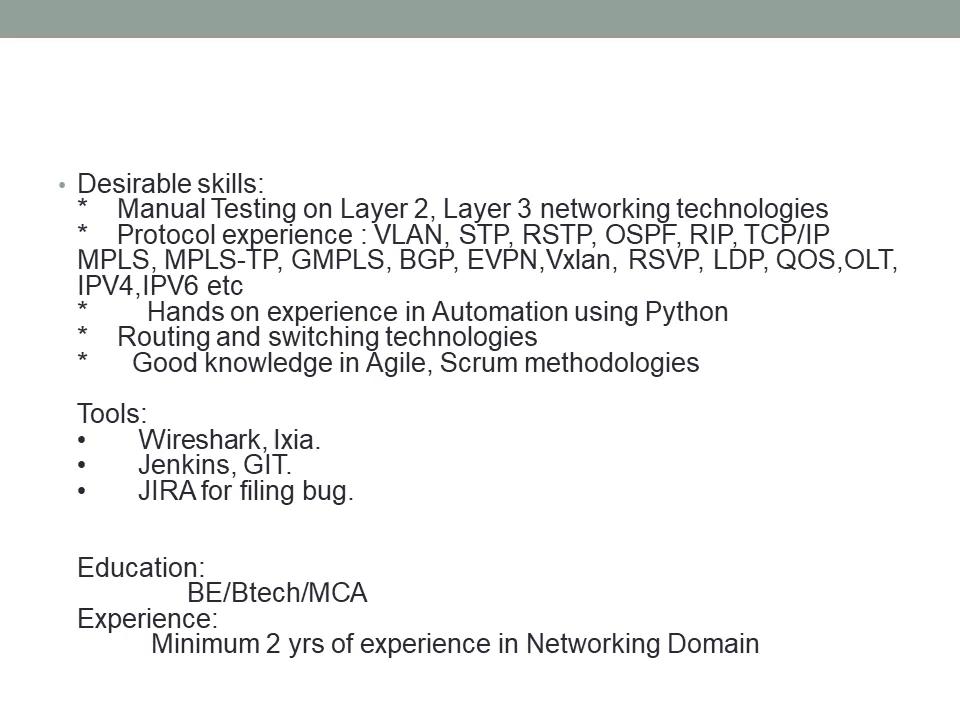 • Desirable skills:
* Manual Testing on Layer 2, Layer 3 networking technologies
* Protocol experience : VLAN, STP, RSTP, OSPF, RIP, TCP/IP
MPLS, MPLS-TP, GMPLS, BGP, EVPN,Vxlan, RSVP, LDP, QOS,OLT,
IPV4,IPV6 etc
* Hands on experience in Automation using Python
* Routing and switching technologies
* Good knowledge in Agile, Scrum methodologies
Tools:
• Wireshark, Ixia.
• Jenkins, GIT.
• JIRA for filing bug.
Education:
BE/Btech/MCA
Experience:
Minimum 2 yrs of experience in Networking Domain